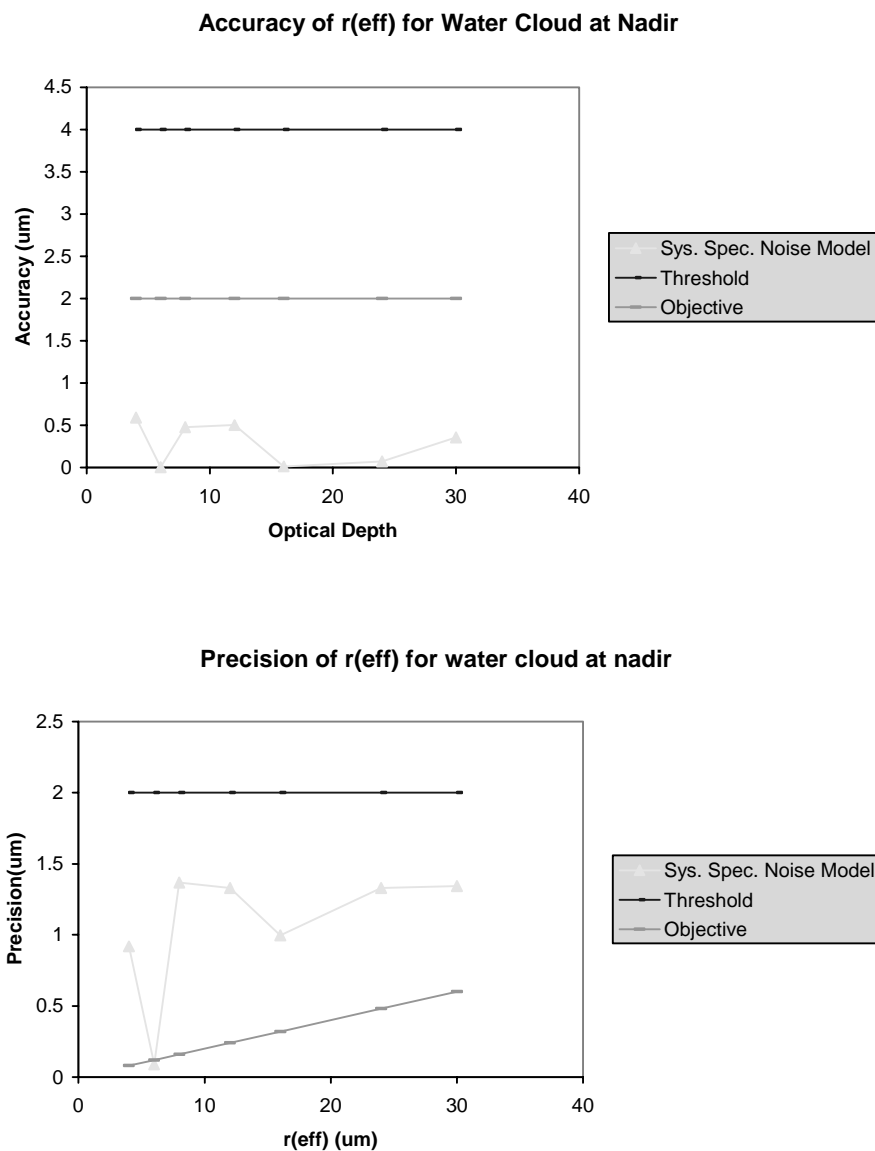 Accuracy of r(eff) for Water Cloud at Nadir
4.5
4
3.5
3
2.5
2
1.5
1
0.5
0
Accuracy (um)
0 10 20 30 40
Optical Depth
Sys. Spec. Noise Model
Threshold
Objective
Precision of r(eff) for water cloud at nadir
2.5
2
1.5
1
0.5
0
Precision(um)
0 10 20 30 40
r(eff) (um)
Sys. Spec. Noise Model
Threshold
Objective